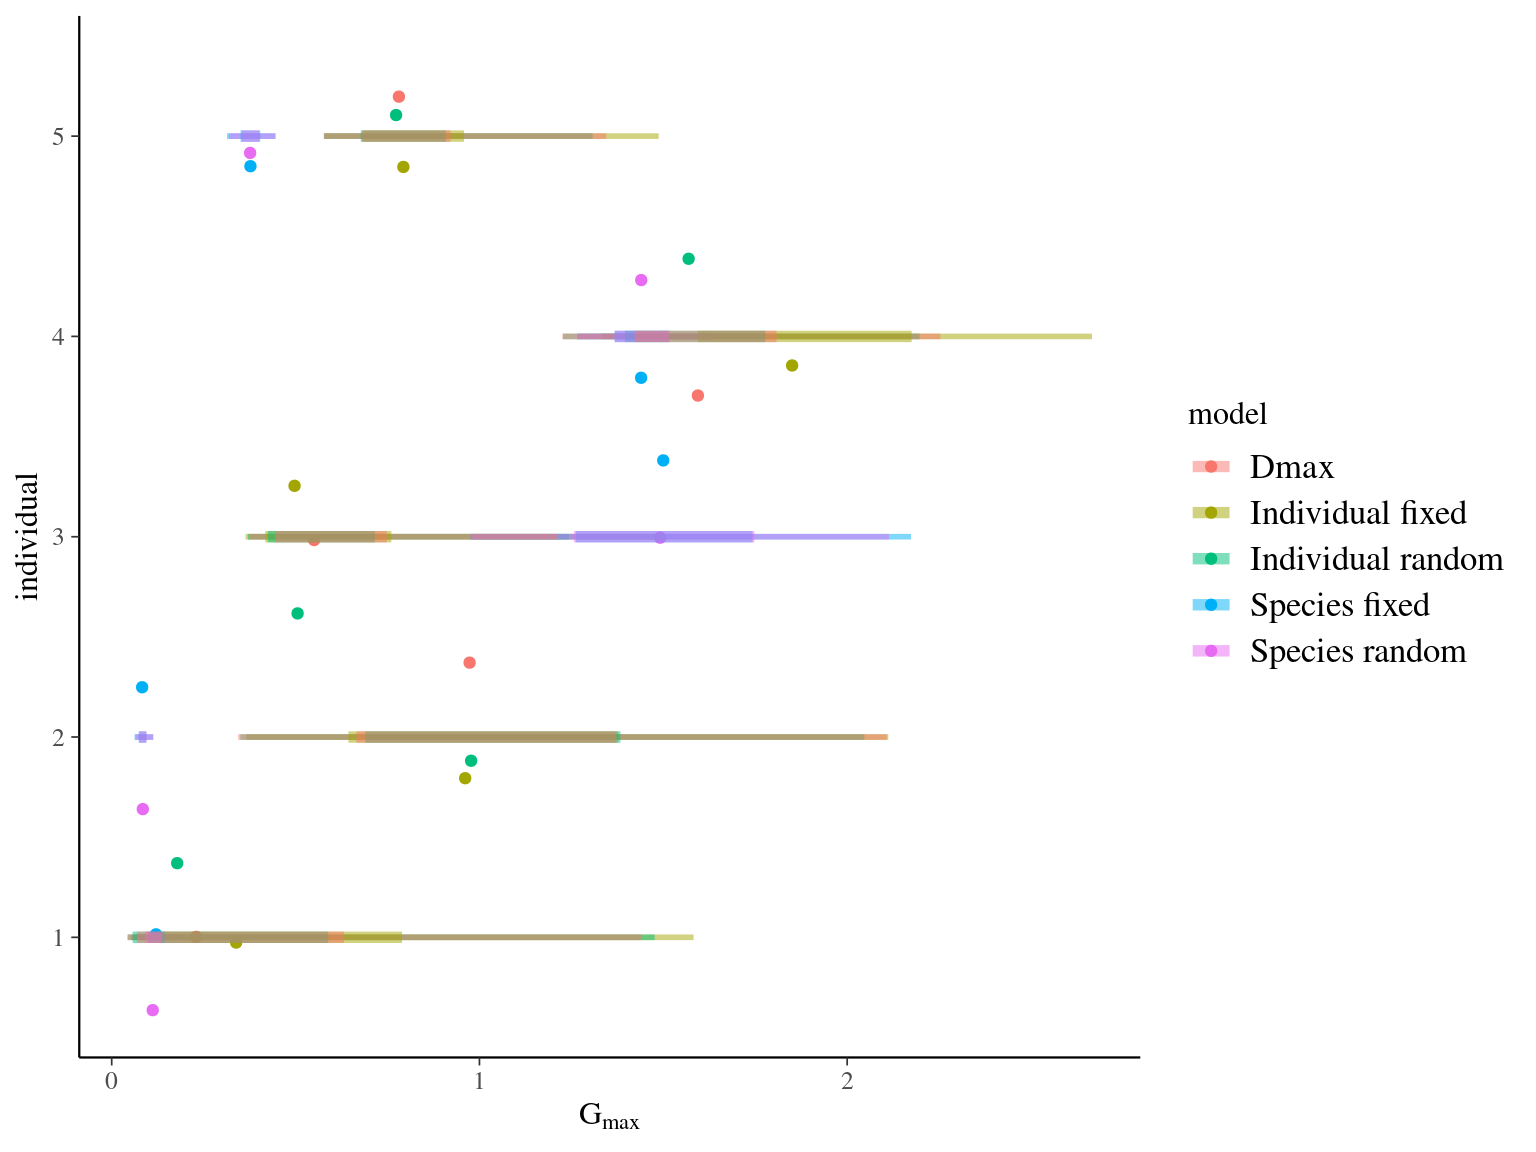 5
4
3
2
1
individual
0 1 2
Gmax
model
Dmax
Individual fixed
Individual random
Species fixed
Species random